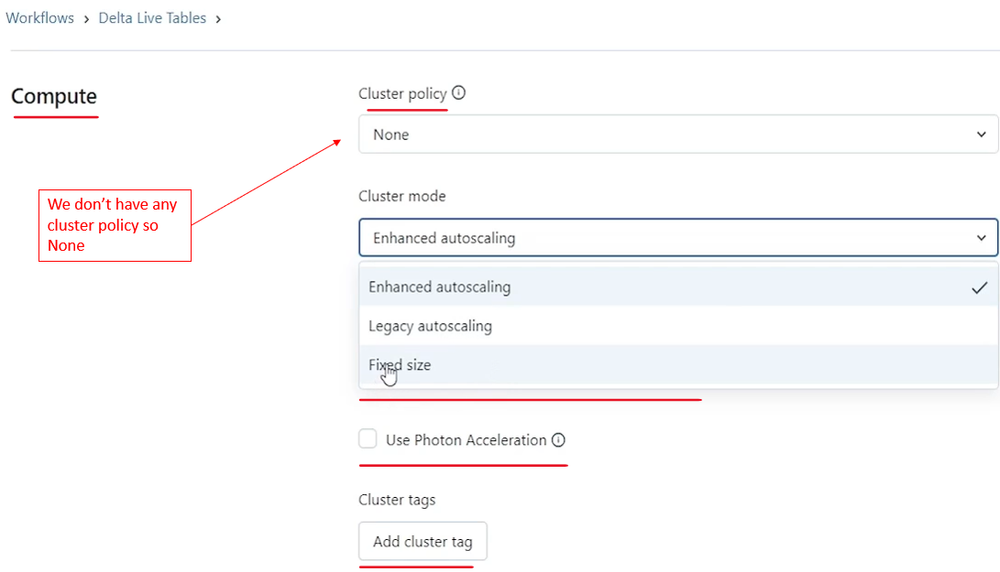 Workflows › Delta Live Tables ›
Compute
Cluster policy
None
We don’t have any
cluster policy so
None
Cluster mode
Enhanced autoscaling
Enhanced autoscaling
Legacy autoscaling
Fixed size
Use Photon Acceleration
Cluster tags
Add cluster tag